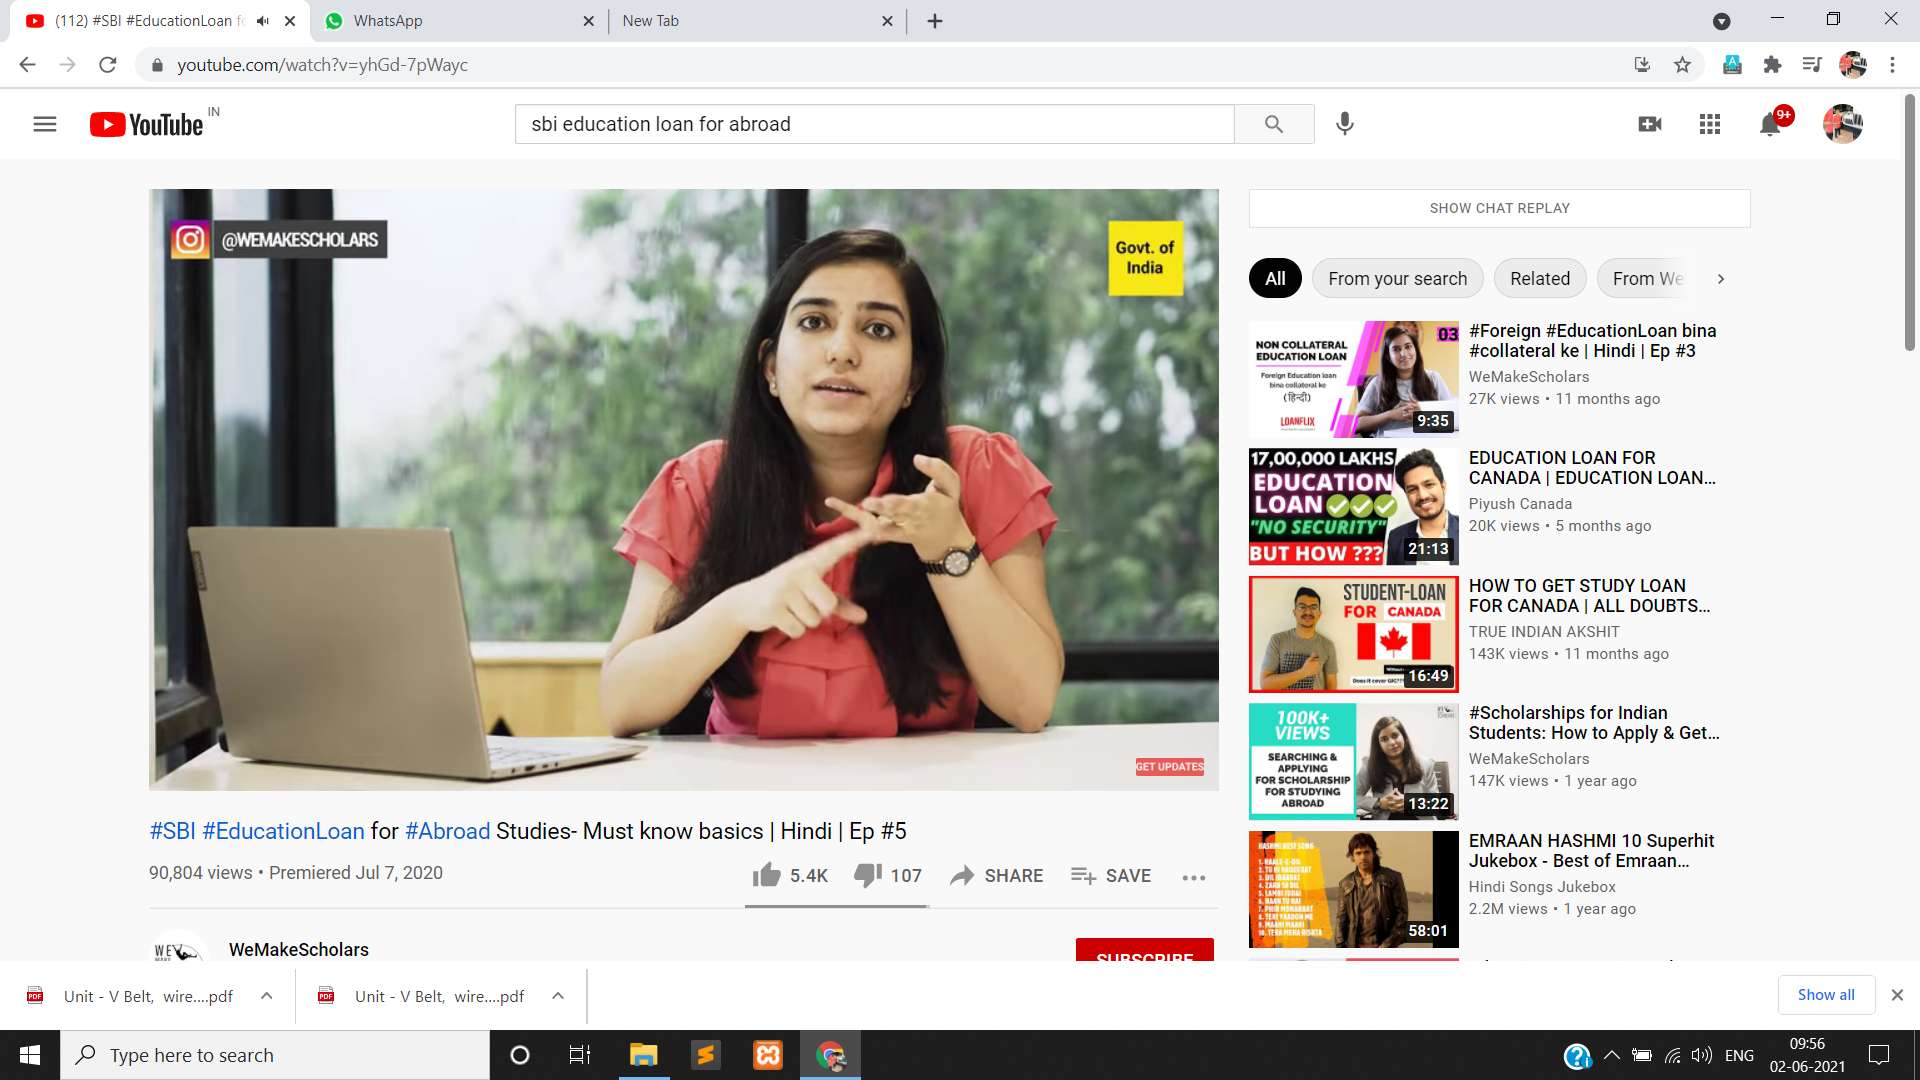 (112) #SBI #EducationLoan fo
WhatsApp
New Tab
youtube.com/watch?v=yhGd-7pWayc
YouTube IN
sbi education loan for abroad
9+
@WEMAKESCHOLARS
Govt. of
India
GET UPDATES
#SBI #EducationLoan for #Abroad Studies- Must know basics | Hindi | Ep #5
90,804 views • Premiered Jul 7, 2020
5.4K
107
SHARE
SAVE
WeMakeScholars
SUBSCRIBE
SHOW CHAT REPLAY
All
From your search
Related
From We
03
NON COLLATERAL
EDUCATION LOAN
Foreign Education loan
bina collateral ke
(हिन्दी)
LOANFLIX
9:35
#Foreign #EducationLoan bina
#collateral ke | Hindi | Ep #3
WeMakeScholars
27K views • 11 months ago
17,00,000 LAKHS
EDUCATION
LOAN
"NO SECURITY"
BUT HOW ???
21:13
EDUCATION LOAN FOR
CANADA | EDUCATION LOAN...
Piyush Canada
20K views • 5 months ago
STUDENT-LOAN
FOR CANADA
Does it cover GIC??
16:49
HOW TO GET STUDY LOAN
FOR CANADA | ALL DOUBTS...
TRUE INDIAN AKSHIT
143K views • 11 months ago
100K+
VIEWS
SEARCHING &
APPLYING
FOR SCHOLARSHIP
FOR STUDYING
ABROAD
13:22
#Scholarships for Indian
Students: How to Apply & Get...
WeMakeScholars
147K views • 1 year ago
58:01
EMRAAN HASHMI 10 Superhit
Jukebox - Best of Emraan...
Hindi Songs Jukebox
2.2M views • 1 year ago
Unit - V Belt, wire....pdf
Unit - V Belt, wire....pdf
Show all
Type here to search
ENG
09:56
02-06-2021